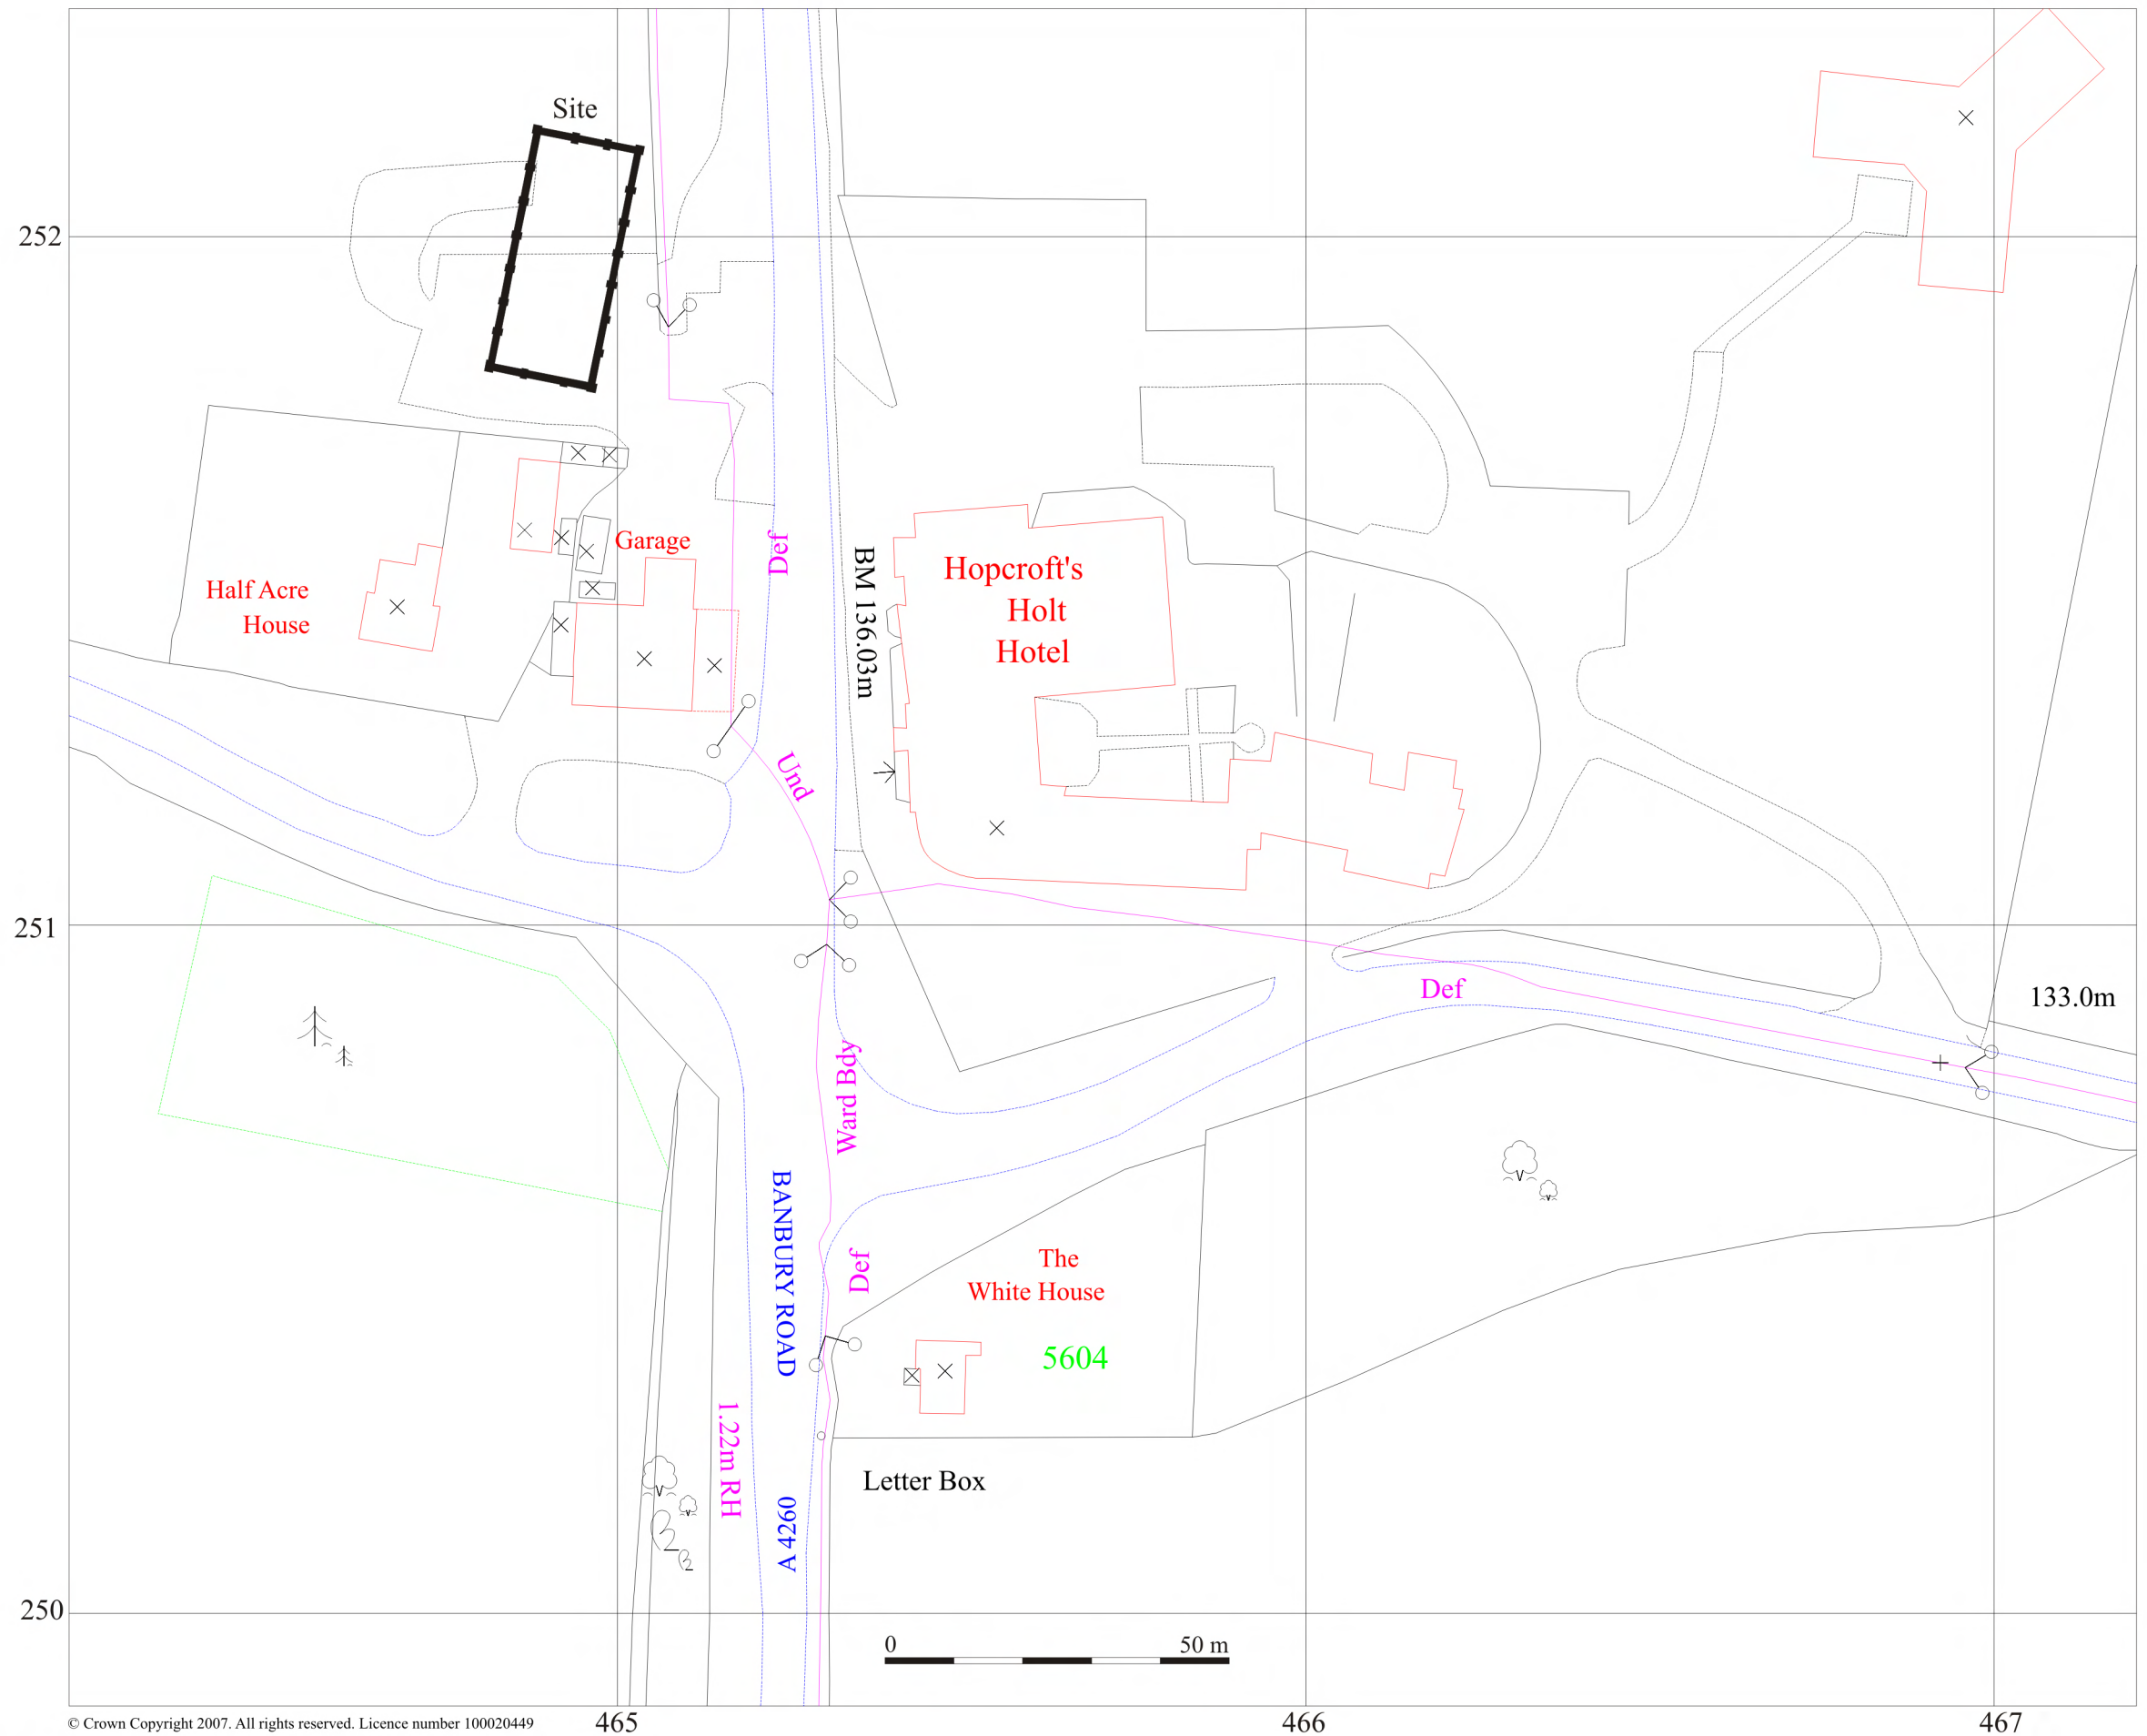 Site
252
Garage
Def
BM 136.03m
Hopcroft's
Holt
Hotel
Half Acre
House
Und
251
Def
133.0m
Ward Bdy
BANBURY ROAD
Def
The
White House
5604
1.22m RH
Letter Box
A 4260
250
0 50 m
© Crown Copyright 2007. All rights reserved. Licence number 100020449
465 466 467